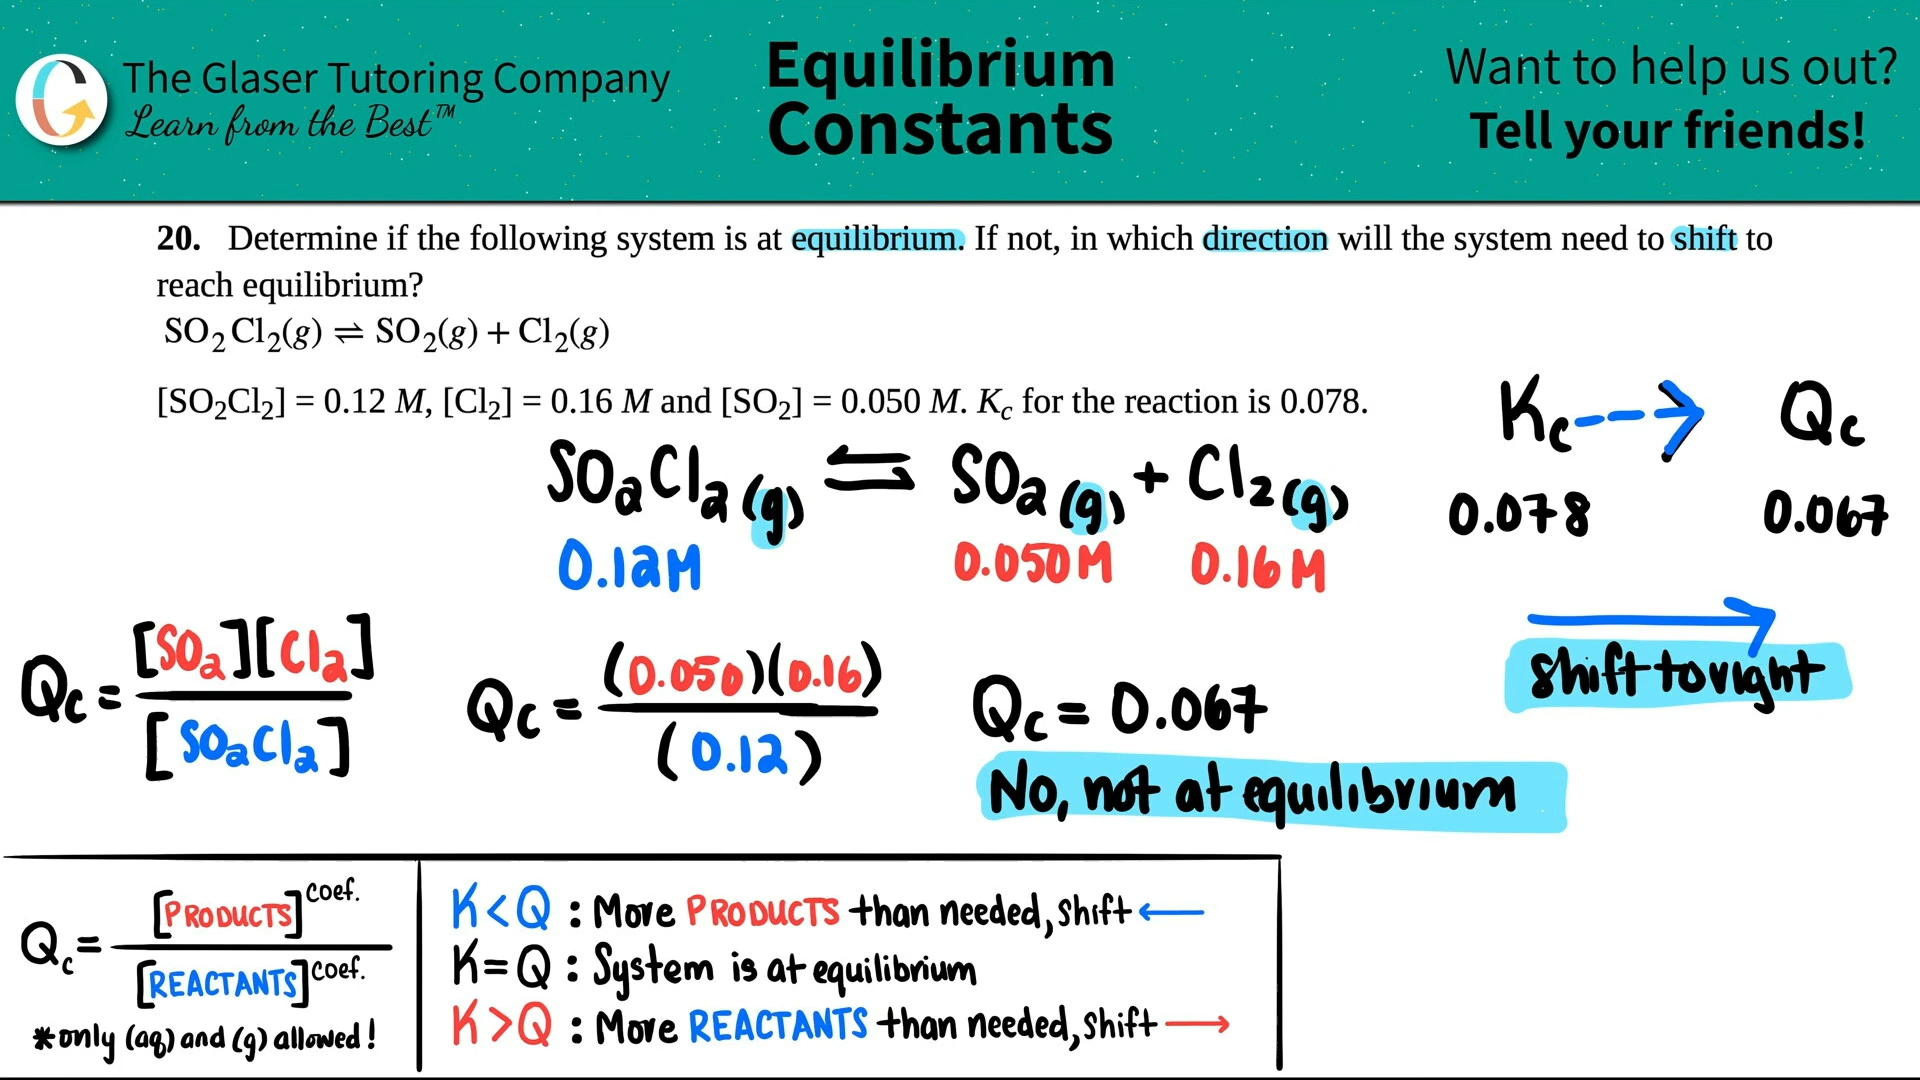 The Glaser Tutoring Company
Learn from the Best™
Equilibrium
Constants
Want to help us out?
Tell your friends!
20. Determine if the following system is at equilibrium. If not, in which direction will the system need to shift to
reach equilibrium?
SO₂Cl₂(g) ⇌ SO₂(g) + Cl₂(g)
[SO₂Cl₂] = 0.12 M, [Cl₂] = 0.16 M and [SO₂] = 0.050 M. Kc for the reaction is 0.078.
Kc --→ Qc
0.078 0.067
SO₂Cl₂(g) ⇌ SO₂(g) + Cl₂(g)
0.12M 0.050M 0.16M
→
shift to right
Qc = [SO₂][Cl₂] / [SO₂Cl₂]
Qc = (0.050)(0.16) / (0.12)
Qc = 0.067
No, not at equilibrium
Qc = [PRODUCTS]^coef. / [REACTANTS]^coef.
*only (aq) and (g) allowed!
K<Q : More PRODUCTS than needed, shift ←
K=Q : System is at equilibrium
K>Q : More REACTANTS than needed, shift →